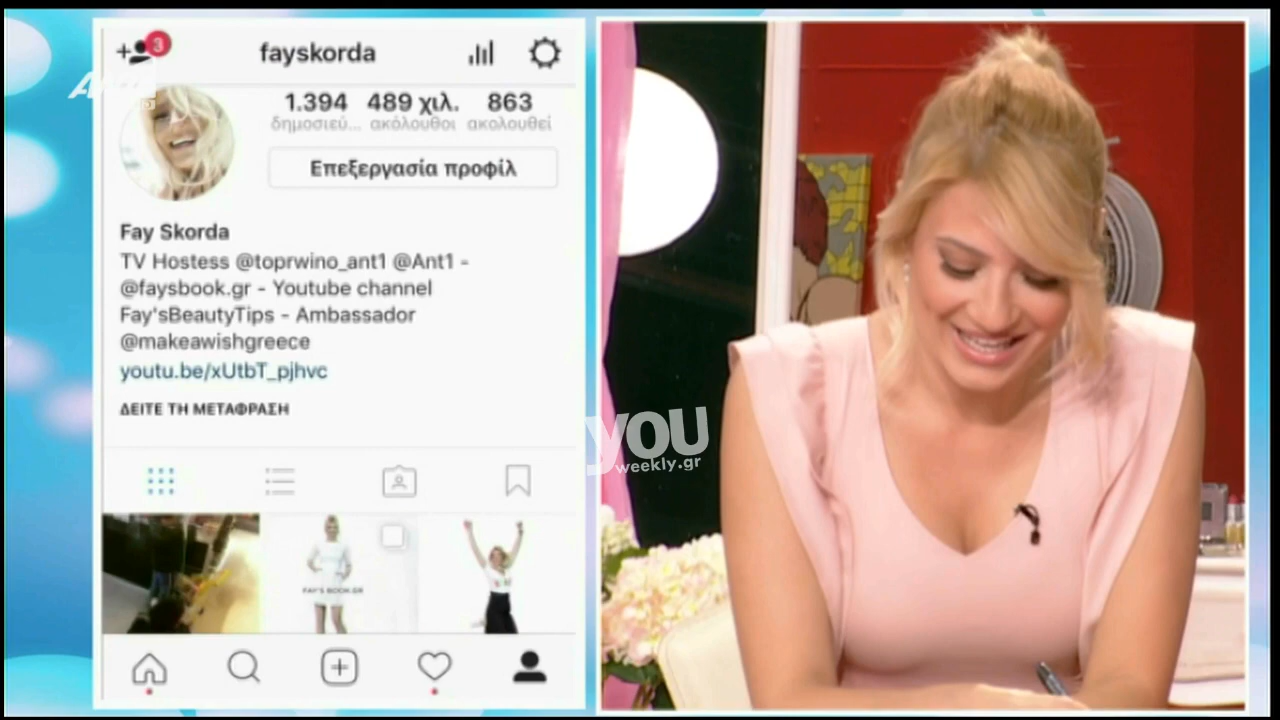 3
fayskorda
ANT1
1.394 489 χιλ. 863
δημοσιεύ... ακόλουθοι ακολουθεί
Επεξεργασία προφίλ
Fay Skorda
TV Hostess @toprwino_ant1 @Ant1 -
@faysbook.gr - Youtube channel
Fay'sBeautyTips - Ambassador
@makeawishgreece
youtu.be/xUtbT_pjhvc
ΔΕΙΤΕ ΤΗ ΜΕΤΑΦΡΑΣΗ
you
weekly.gr
FAY'S BOOK.GR